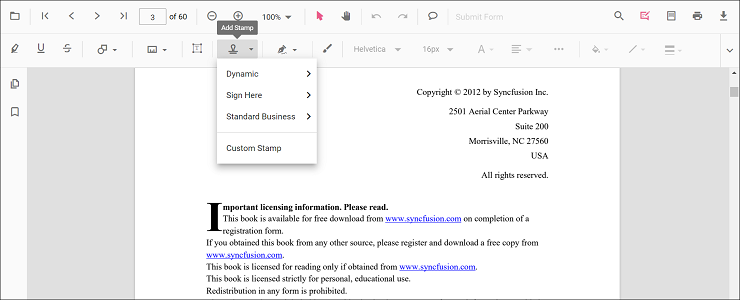 3 of 60 100% Submit Form
Add Stamp
Helvetica 16px A
Dynamic
Sign Here
Standard Business
Custom Stamp
Copyright © 2012 by Syncfusion Inc.
2501 Aerial Center Parkway
Suite 200
Morrisville, NC 27560
USA
All rights reserved.
Important licensing information. Please read.
This book is available for free download from www.syncfusion.com on completion of a
registration form.
If you obtained this book from any other source, please register and download a free copy from
www.syncfusion.com.
This book is licensed for reading only if obtained from www.syncfusion.com.
This book is licensed strictly for personal, educational use.
Redistribution in any form is prohibited.